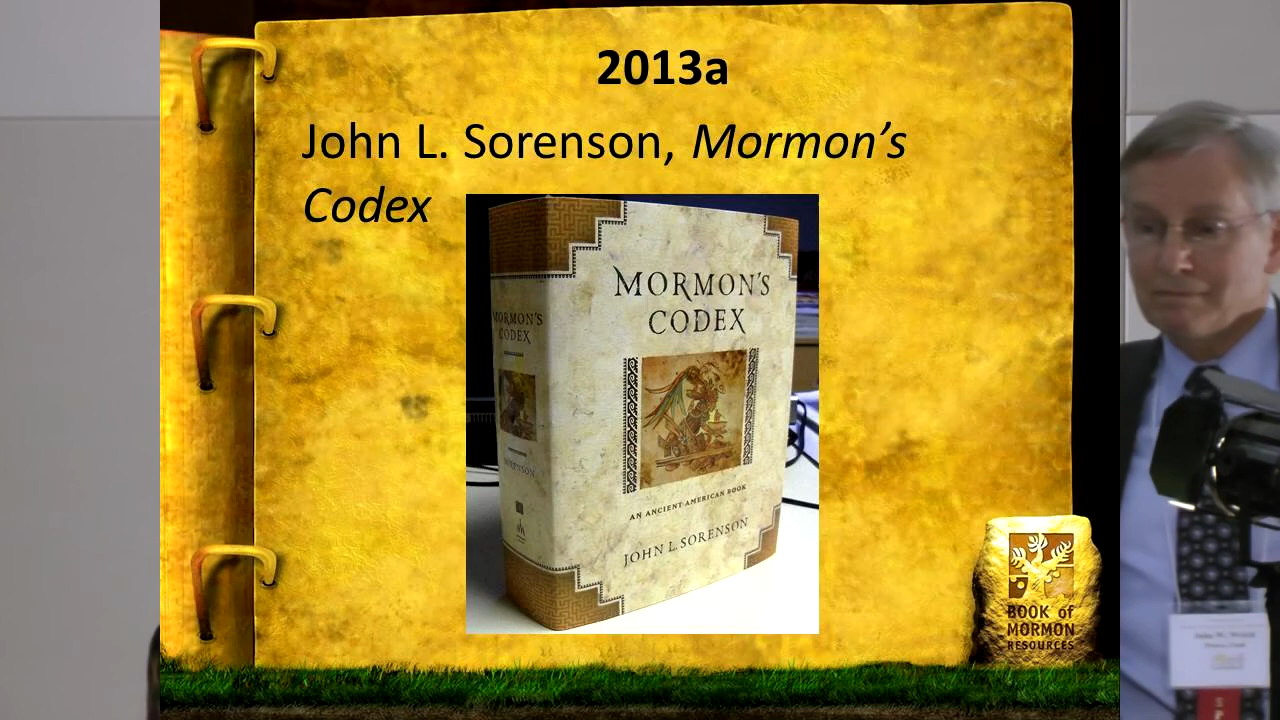 2013a
John L. Sorenson, Mormon’s
Codex
MORMON'S
CODEX
MORMON'S
CODEX
SORENSON
AN ANCIENT AMERICAN BOOK
JOHN L. SORENSON
BOOK of
MORMON
RESOURCES